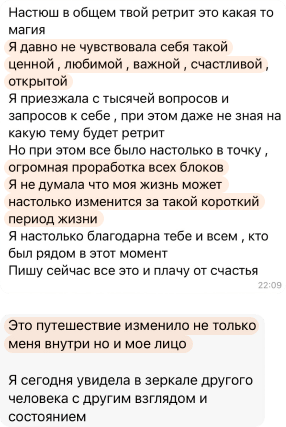 Настюш в общем твой ретрит это какая то
магия
Я давно не чувствовала себя такой
ценной , любимой , важной , счастливой ,
открытой
Я приезжала с тысячей вопросов и
запросов к себе , при этом даже не зная на
какую тему будет ретрит
Но при этом все было настолько в точку ,
огромная проработка всех блоков
Я не думала что моя жизнь может
настолько изменится за такой короткий
период жизни
Я настолько благодарна тебе и всем , кто
был рядом в этот момент
Пишу сейчас все это и плачу от счастья
22:09
Это путешествие изменило не только
меня внутри но и мое лицо
Я сегодня увидела в зеркале другого
человека с другим взглядом и
состоянием